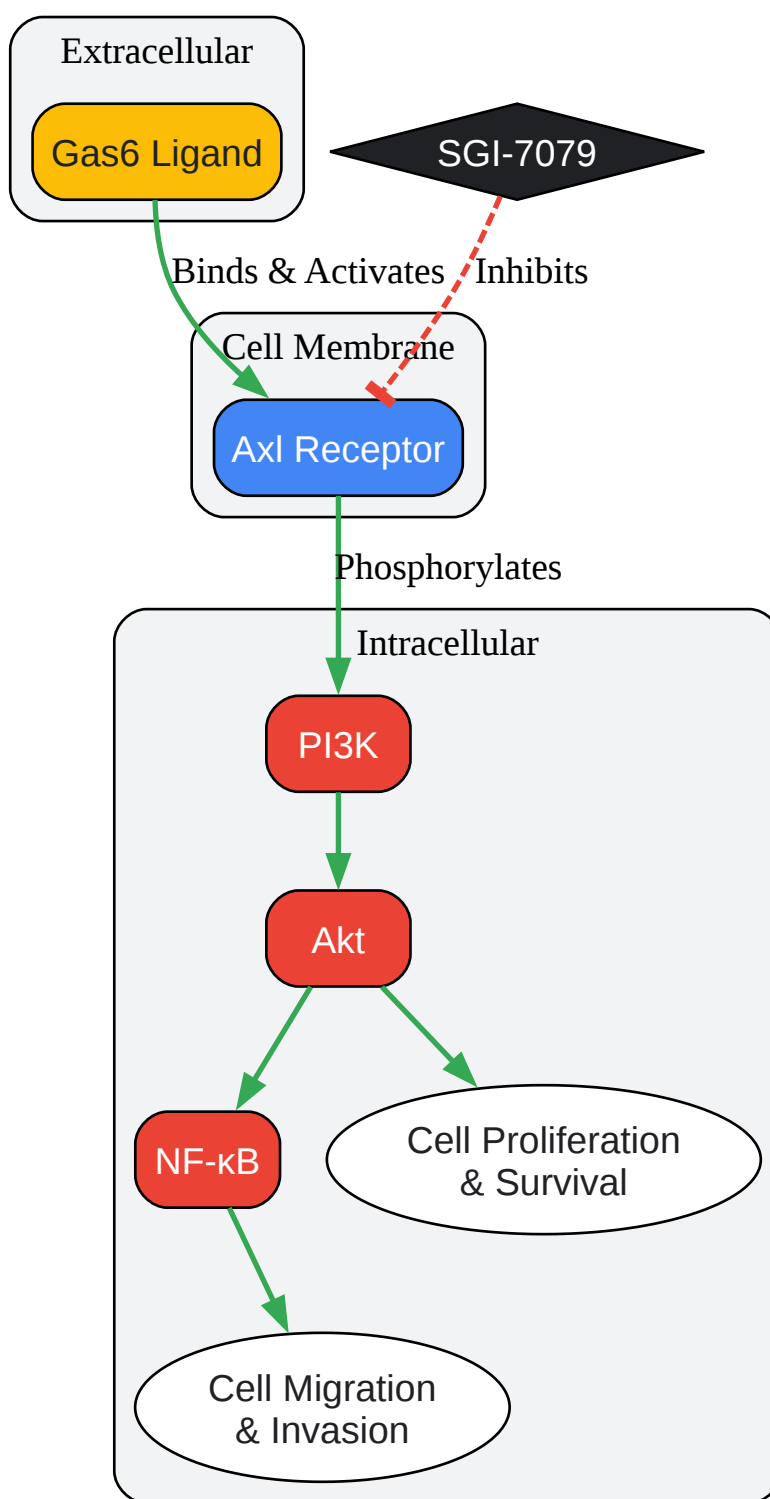 Extracellular
Gas6 Ligand
SGI-7079
Binds & Activates
Inhibits
Cell Membrane
Axl Receptor
Phosphorylates
Intracellular
PI3K
Akt
NF-κB
Cell Proliferation
& Survival
Cell Migration
& Invasion